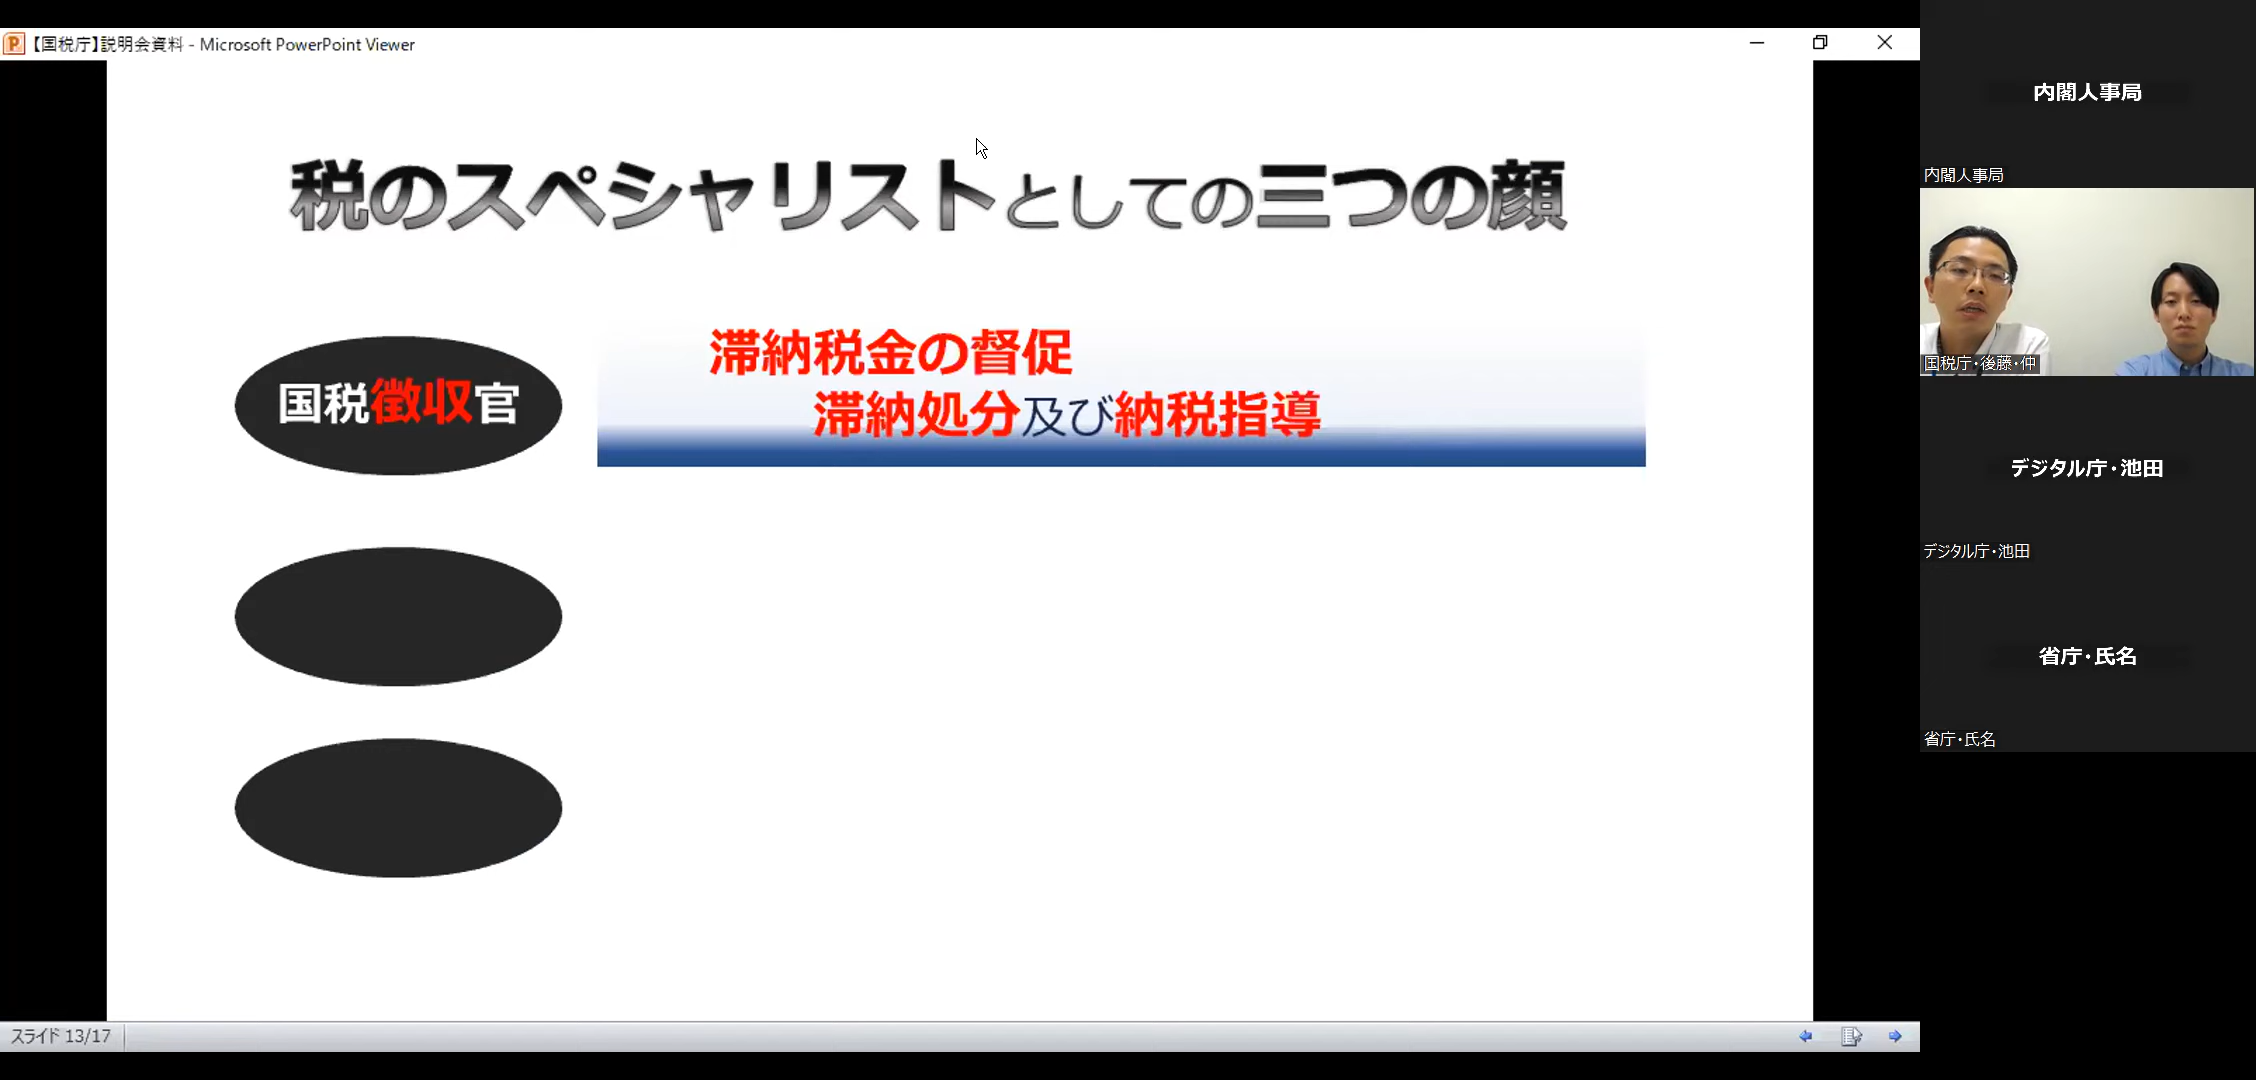 【国税庁】説明会資料 - Microsoft PowerPoint Viewer
税のスペシャリストとしての三つの顔
国税徴収官
滞納税金の督促
滞納処分及び納税指導
スライド 13/17
内閣人事局
内閣人事局
国税庁・後藤・仲
デジタル庁・池田
デジタル庁・池田
省庁・氏名
省庁・氏名